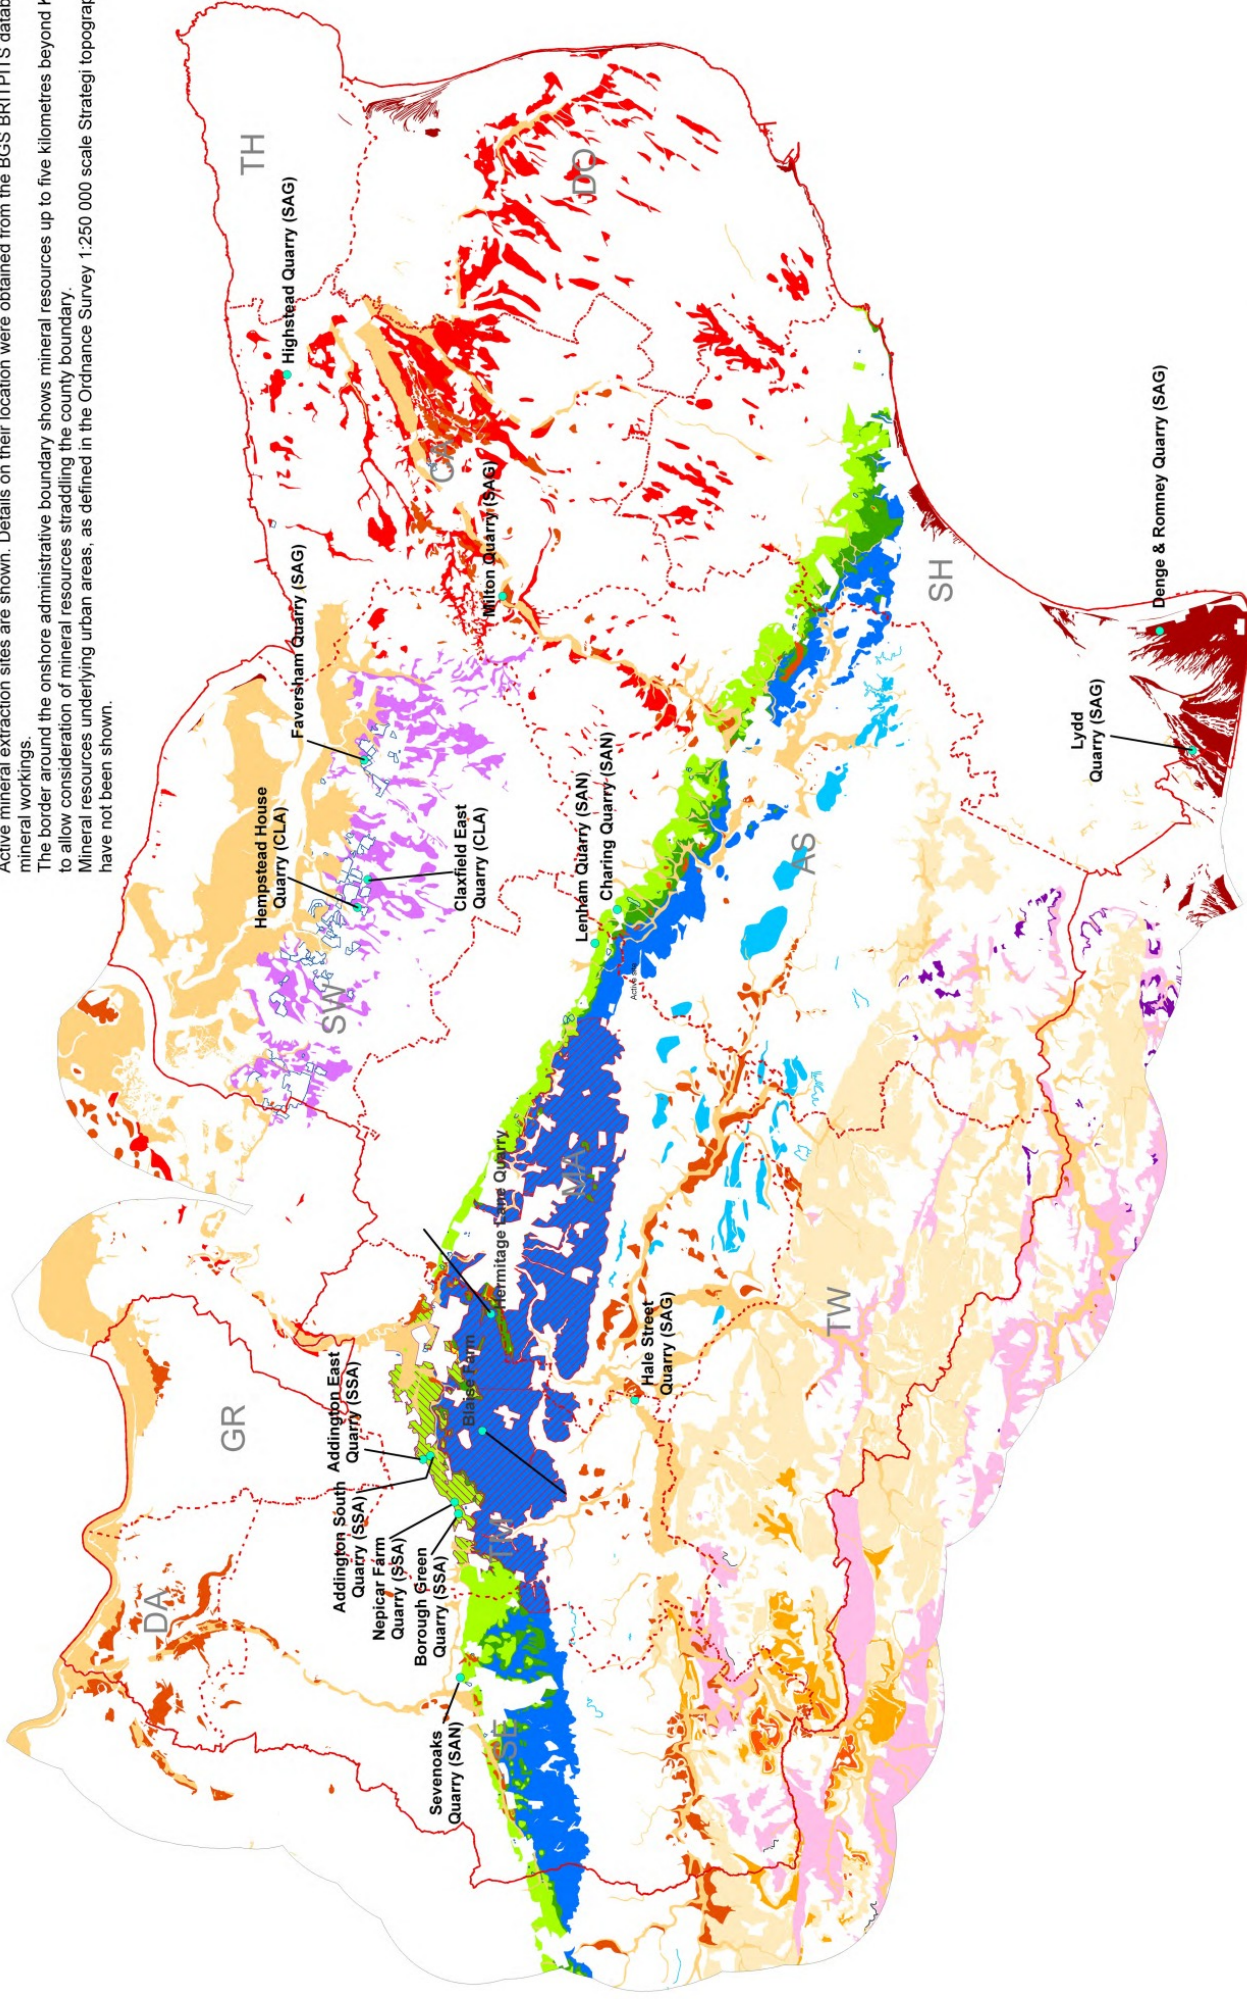 Active mineral extraction sites are shown. Details on their location were obtained from the BGS BRITPITS
mineral workings.
The border around the onshore administrative boundary shows mineral resources up to five kilometres beyond
to allow consideration of mineral resources straddling the county boundary.
Mineral resources underlying urban areas, as defined in the Ordnance Survey 1:250 000 scale Strategi
have not been shown.
TH
Highstead Quarry (SAG)
DO
CA
Milton Quarry (SAG)
Faversham Quarry (SAG)
Hempstead House
Quarry (CLA)
Claxfield East
Quarry (CLA)
SW
Lenham Quarry (SAN)
Charing Quarry (SAN)
SH
Denge & Romney Quarry (SAG)
Lydd
Quarry (SAG)
AS
MA
Hermitage Lane Quarry
Blaise Farm
Hale Street
Quarry (SAG)
TW
GR
Addington East
Quarry (SSA)
Addington South
Quarry (SSA)
Nepicar Farm
Quarry (SSA)
Borough Green
Quarry (SSA)
TM
DA
Sevenoaks
Quarry (SAN)
SE